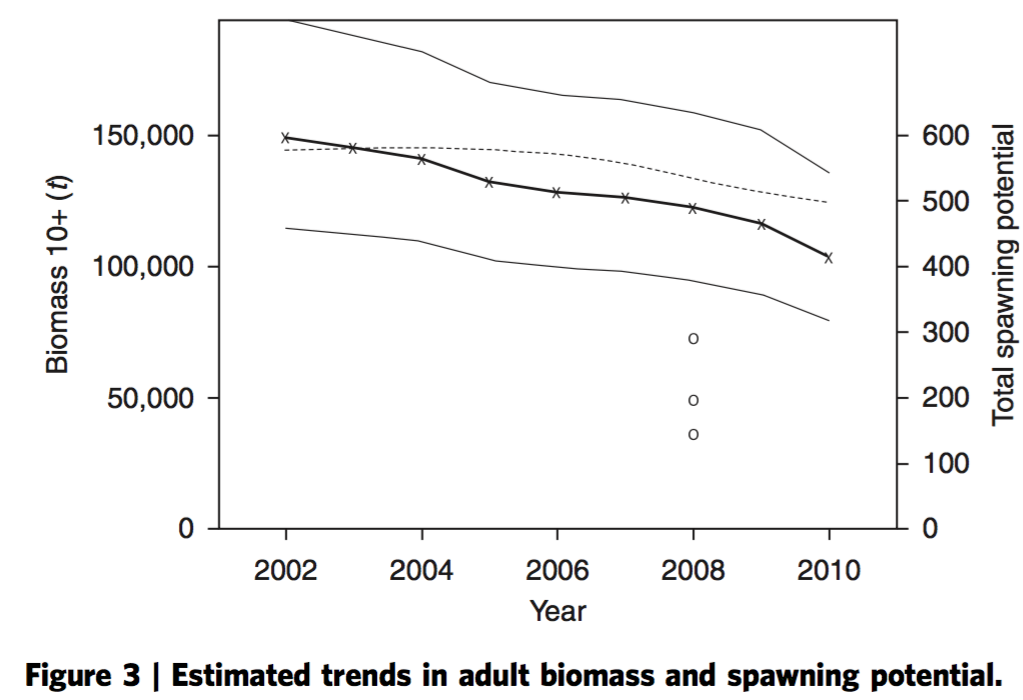 150,000
100,000
50,000
0
Biomass 10+ (t)
600
500
400
300
200
100
0
Total spawning potential
2002 2004 2006 2008 2010
Year
Figure 3 | Estimated trends in adult biomass and spawning potential.